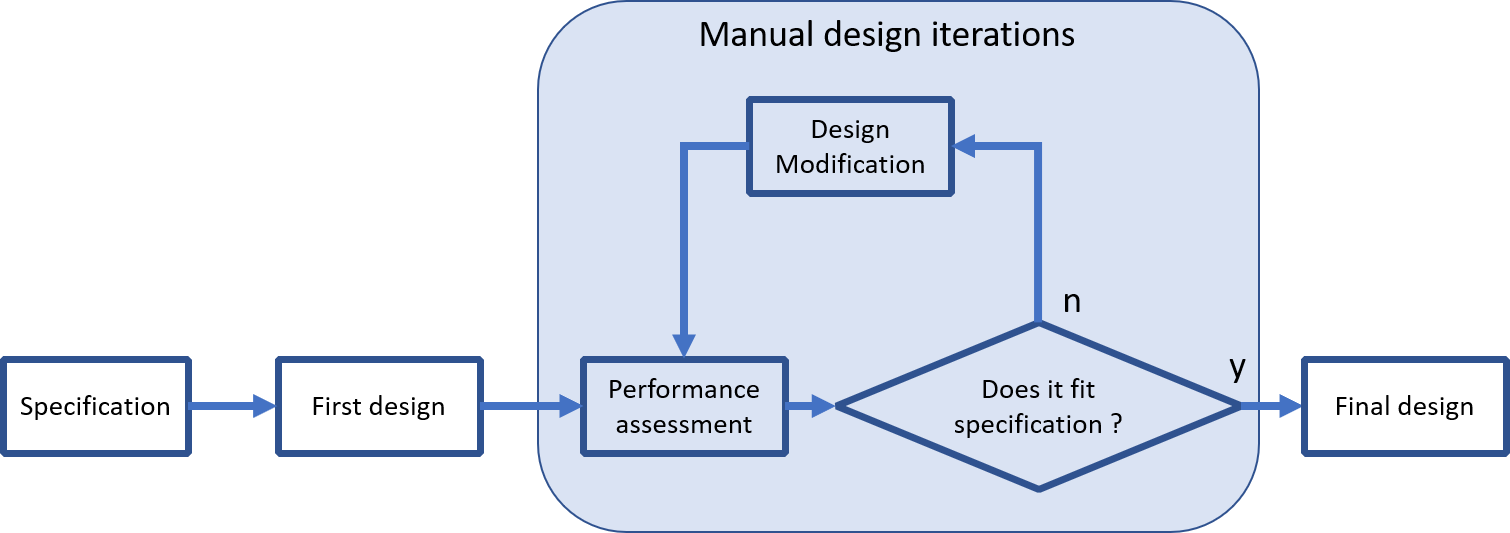 Manual design iterations
Design
Modification
n
y
Specification
First design
Performance
assessment
Does it fit
specification ?
Final design